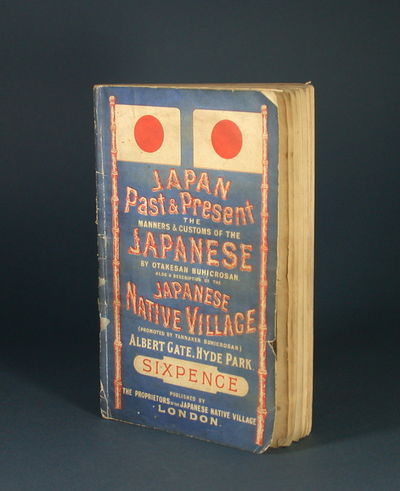 JAPAN
Past & Present
THE
MANNERS & CUSTOMS OF THE
JAPANESE
BY OTAKESAN BUHICROSAN.
ALSO A DESCRIPTION OF THE
JAPANESE
NATIVE VILLAGE
(PROMOTED BY TANNAKER BUHICROSAN)
ALBERT GATE, HYDE PARK.
SIXPENCE
PUBLISHED BY
THE PROPRIETORS OF THE JAPANESE NATIVE VILLAGE
LONDON.